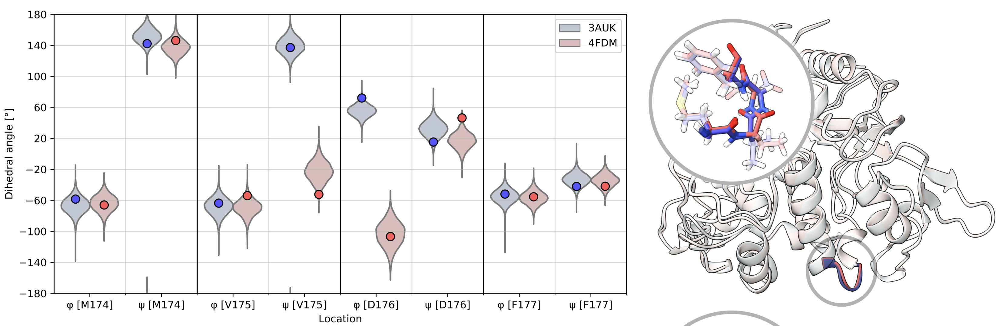 180
140
100
60
20
−20
−60
−100
−140
−180
Dihedral angle [°]
3AUK
4FDM
φ [M174] ψ [M174] φ [V175] ψ [V175] φ [D176] ψ [D176] φ [F177] ψ [F177]
Location